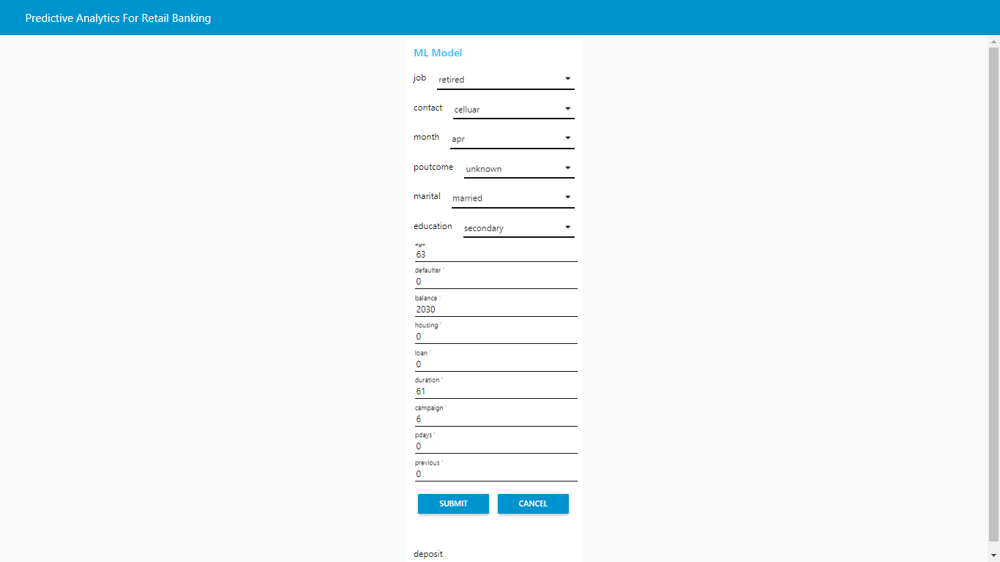 Predictive Analytics For Retail Banking
ML Model
job retired
contact celluar
month apr
poutcome unknown
marital married
education secondary
age
63
defaulter *
0
balance *
2030
housing *
0
loan *
0
duration *
61
campaign *
6
pdays *
0
previous *
0
SUBMIT CANCEL
deposit